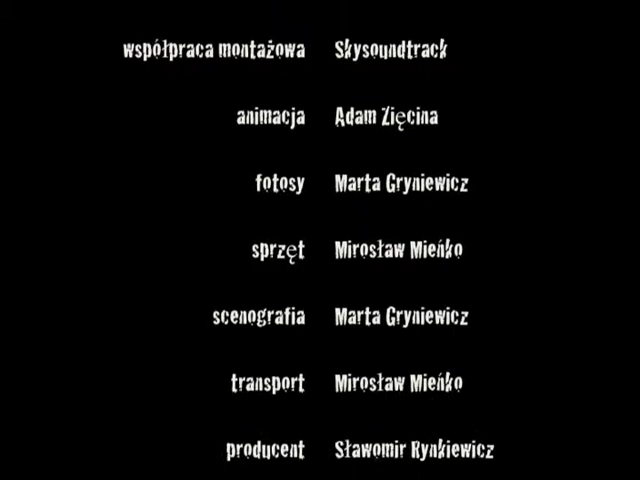 współpraca montażowa Skysoundtrack
animacja Adam Zięcina
fotosy Marta Gryniewicz
sprzęt Mirosław Mieńko
scenografia Marta Gryniewicz
transport Mirosław Mieńko
producent Sławomir Rynkiewicz